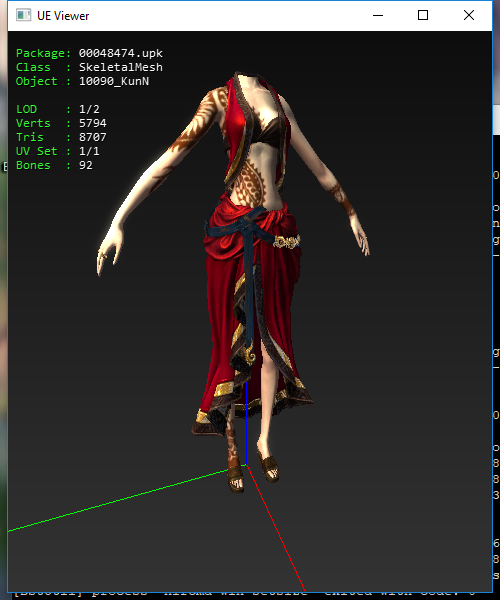 UE Viewer
Package: 00048474.upk
Class : SkeletalMesh
Object : 10090_KunN
LOD : 1/2
Verts : 5794
Tris : 8707
UV Set : 1/1
Bones : 92